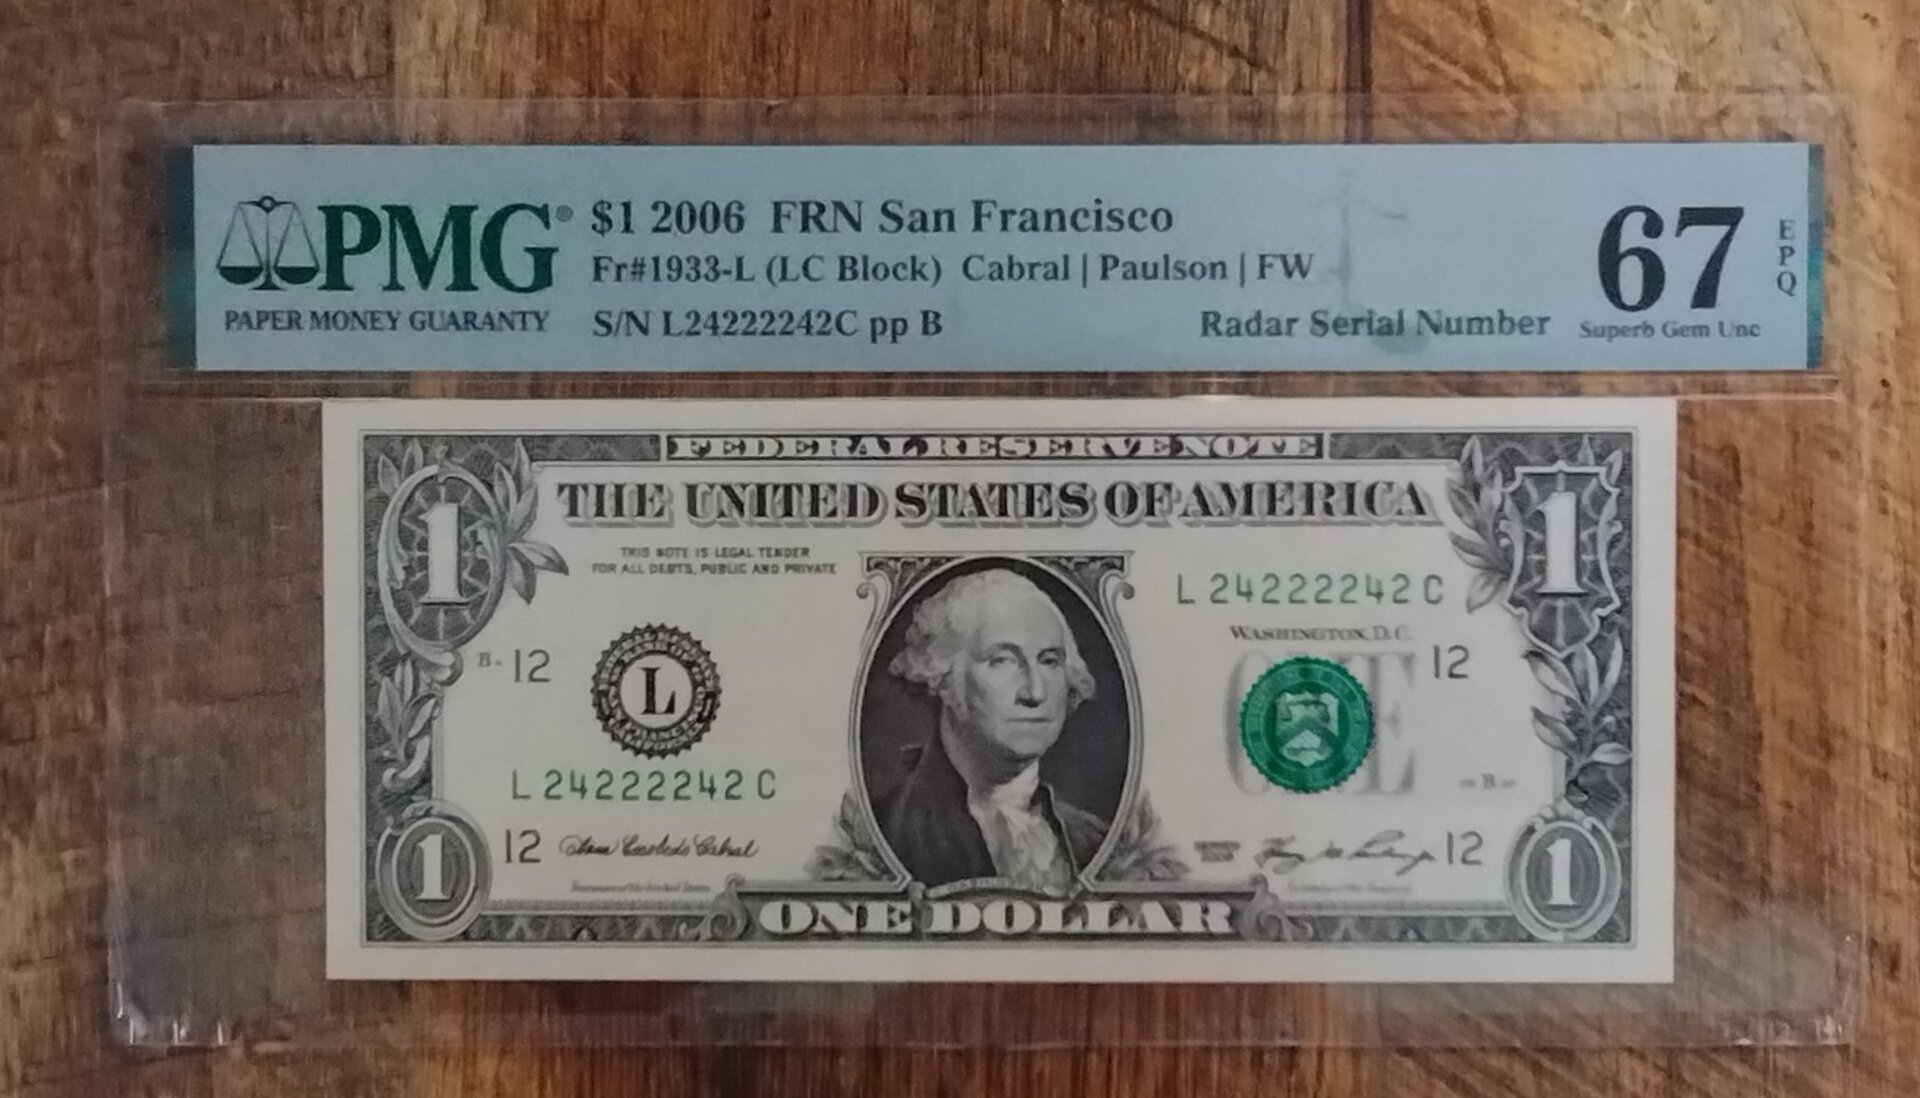 PMG®
PAPER MONEY GUARANTY
$1 2006 FRN San Francisco
Fr#1933-L (LC Block) Cabral | Paulson | FW
S/N L24222242C pp B
Radar Serial Number
67
EPQ
Superb Gem Unc
FEDERAL RESERVE NOTE
THE UNITED STATES OF AMERICA
1
1
THIS NOTE IS LEGAL TENDER
FOR ALL DEBTS, PUBLIC AND PRIVATE
L 24222242 C
WASHINGTON, D.C.
B 12
L
12
ONE
L 24222242 C
B
12
12
1
ONE DOLLAR
1